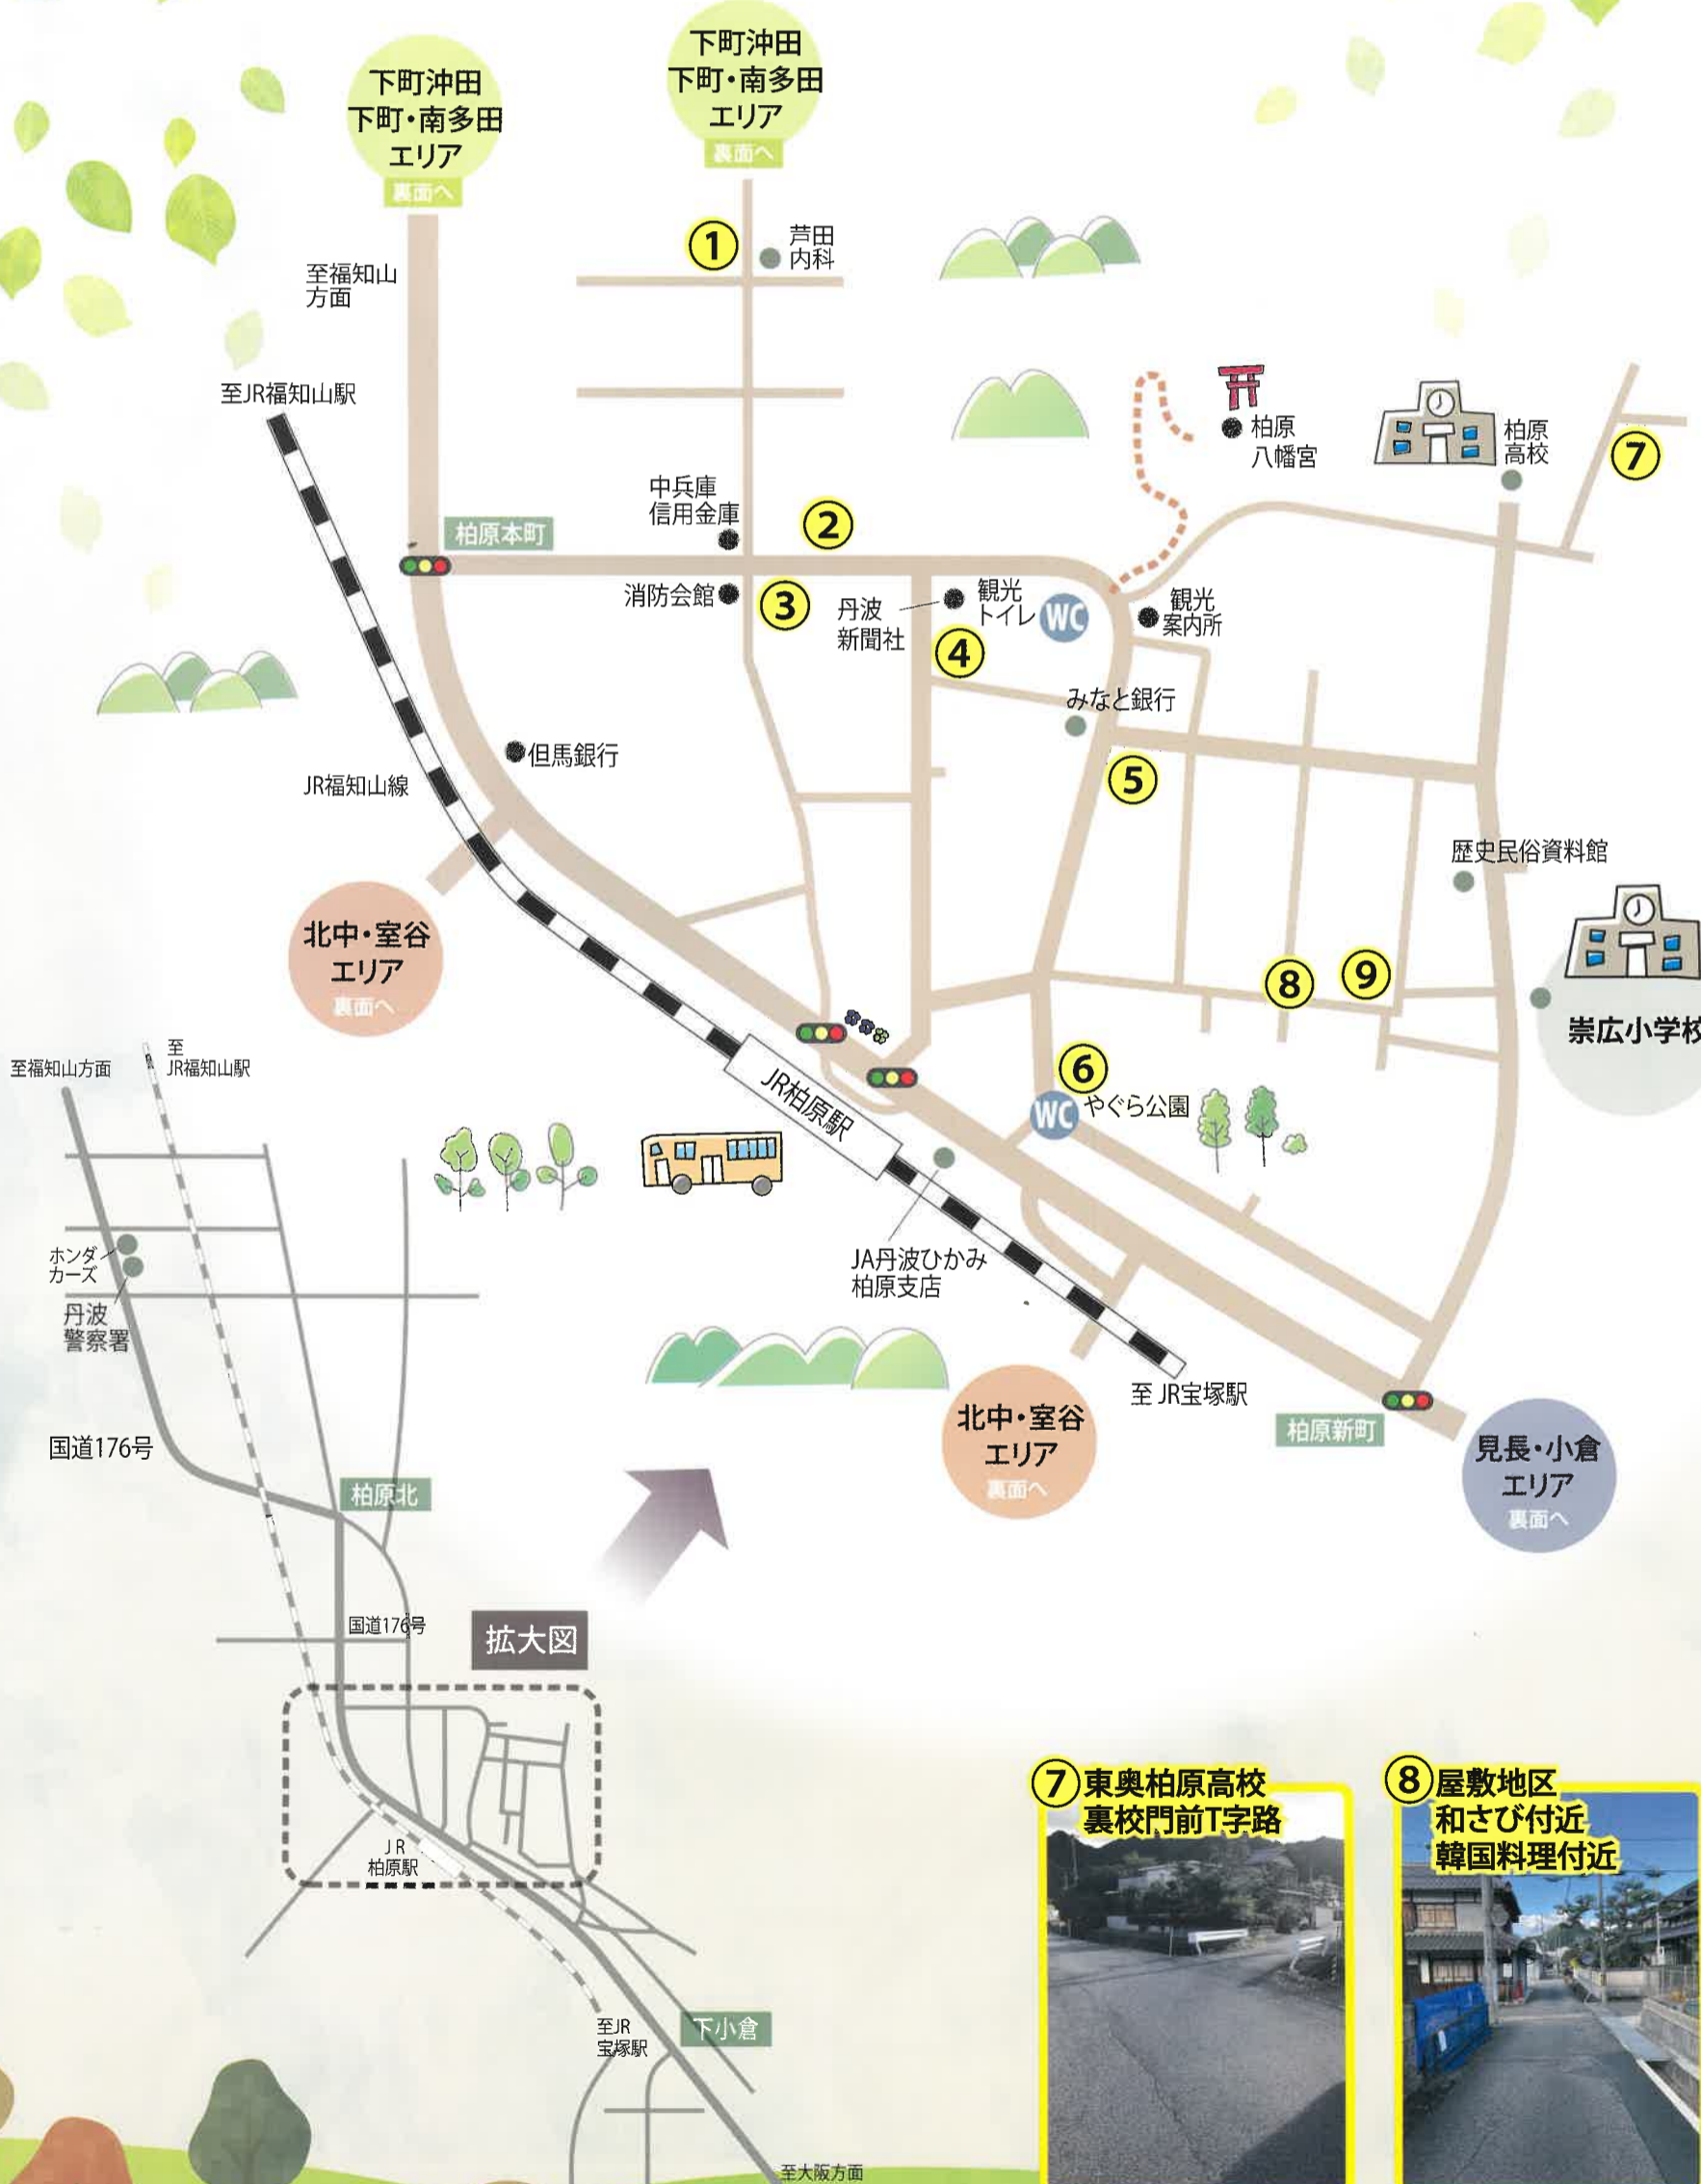 下町沖田
下町・南多田
エリア
裏面へ
下町沖田
下町・南多田
エリア
裏面へ
①
芦田
内科
至福知山
方面
至JR福知山駅
柏原
八幡宮
柏原
高校
⑦
中兵庫
信用金庫
②
柏原本町
消防会館
③
丹波
新聞社
観光
トイレ
WC
観光
案内所
④
みなと銀行
但馬銀行
⑤
JR福知山線
歴史民俗資料館
北中・室谷
エリア
裏面へ
⑧
⑨
崇広小学校
至福知山方面
至
JR福知山駅
JR柏原駅
⑥
WC
やぐら公園
ホンダ
カーズ
丹波
警察署
JA丹波ひかみ
柏原支店
至JR宝塚駅
北中・室谷
エリア
裏面へ
柏原新町
見長・小倉
エリア
裏面へ
国道176号
柏原北
国道176号
拡大図
JR
柏原駅
至JR
宝塚駅
下小倉
至大阪方面
⑦東奥柏原高校
裏校門前T字路
⑧屋敷地区
和さび付近
韓国料理付近